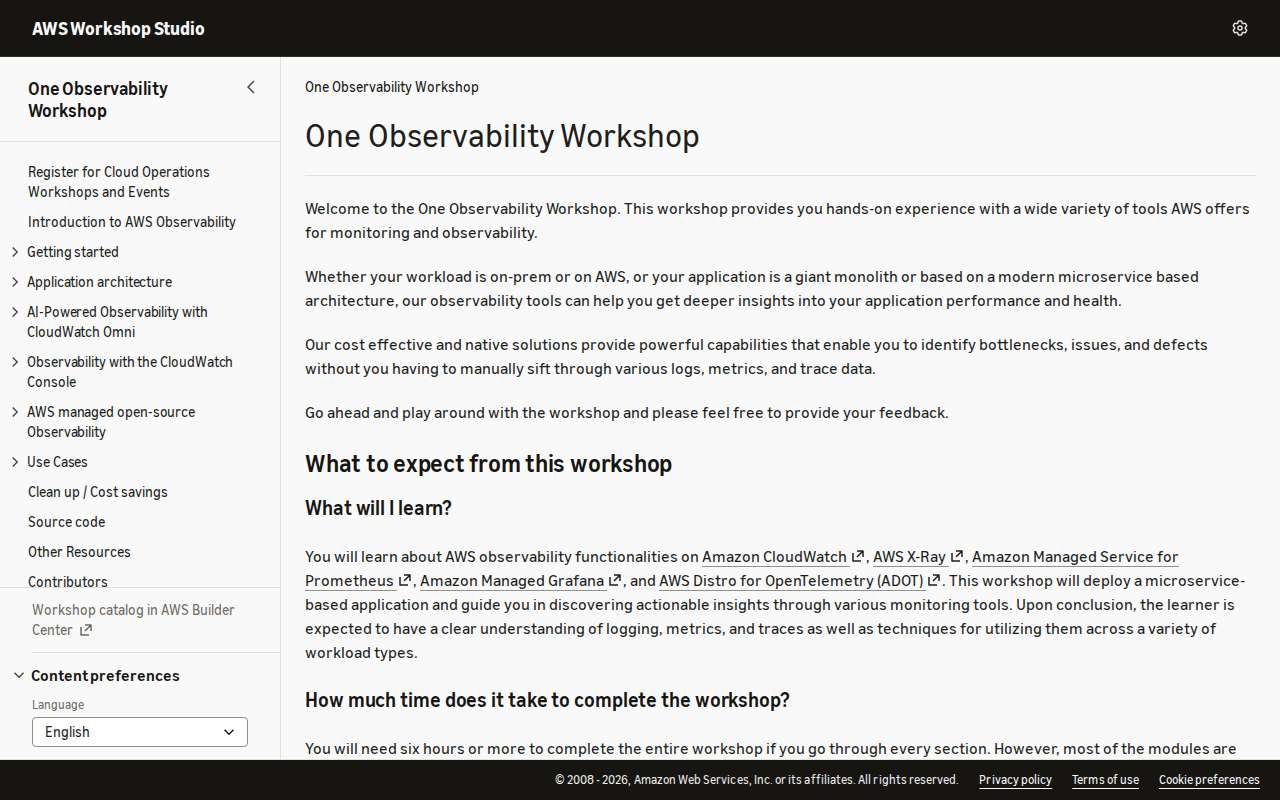 AWS Workshop Studio
One Observability
Workshop
Register for Cloud Operations
Workshops and Events
Introduction to AWS Observability
Getting started
Application architecture
AI-Powered Observability with
CloudWatch Omni
Observability with the CloudWatch
Console
AWS managed open-source
Observability
Use Cases
Clean up / Cost savings
Source code
Other Resources
Contributors
Workshop catalog in AWS Builder
Center
Content preferences
Language
English
One Observability Workshop
One Observability Workshop
Welcome to the One Observability Workshop. This workshop provides you hands-on experience with a wide variety of tools AWS offers
for monitoring and observability.
Whether your workload is on-prem or on AWS, or your application is a giant monolith or based on a modern microservice based
architecture, our observability tools can help you get deeper insights into your application performance and health.
Our cost effective and native solutions provide powerful capabilities that enable you to identify bottlenecks, issues, and defects
without you having to manually sift through various logs, metrics, and trace data.
Go ahead and play around with the workshop and please feel free to provide your feedback.
What to expect from this workshop
What will I learn?
You will learn about AWS observability functionalities on Amazon CloudWatch , AWS X-Ray , Amazon Managed Service for
Prometheus , Amazon Managed Grafana , and AWS Distro for OpenTelemetry (ADOT) . This workshop will deploy a microservice-
based application and guide you in discovering actionable insights through various monitoring tools. Upon conclusion, the learner is
expected to have a clear understanding of logging, metrics, and traces as well as techniques for utilizing them across a variety of
workload types.
How much time does it take to complete the workshop?
You will need six hours or more to complete the entire workshop if you go through every section. However, most of the modules are
© 2008 - 2026, Amazon Web Services, Inc. or its affiliates. All rights reserved. Privacy policy Terms of use Cookie preferences